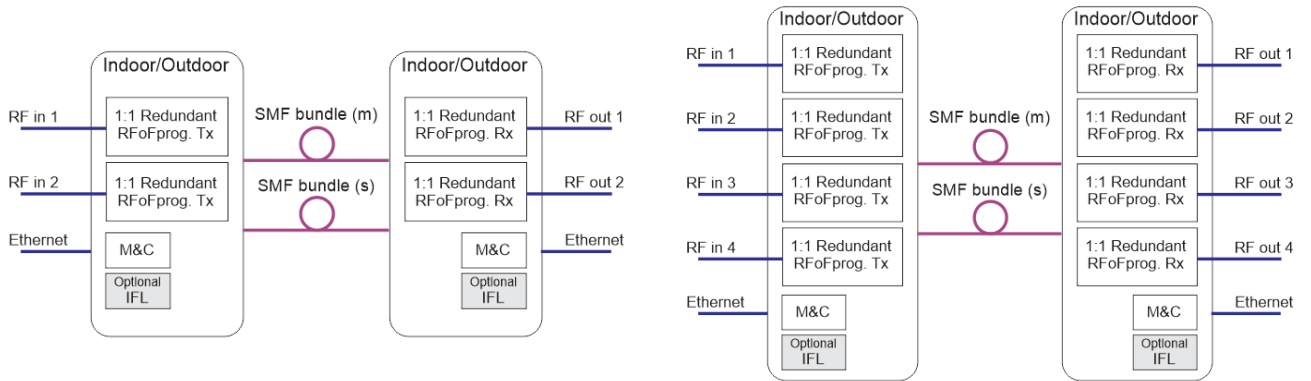 Indoor/Outdoor
Indoor/Outdoor
RF in 1
1:1 Redundant
RFoFprog. Tx
SMF bundle (m)
1:1 Redundant
RFoFprog. Rx
RF out 1
RF in 2
1:1 Redundant
RFoFprog. Tx
SMF bundle (s)
1:1 Redundant
RFoFprog. Rx
RF out 2
Ethernet
M&C
M&C
Ethernet
Optional
IFL
Optional
IFL
Indoor/Outdoor
Indoor/Outdoor
RF in 1
1:1 Redundant
RFoFprog. Tx
1:1 Redundant
RFoFprog. Rx
RF out 1
RF in 2
1:1 Redundant
RFoFprog. Tx
SMF bundle (m)
1:1 Redundant
RFoFprog. Rx
RF out 2
RF in 3
1:1 Redundant
RFoFprog. Tx
SMF bundle (s)
1:1 Redundant
RFoFprog. Rx
RF out 3
RF in 4
1:1 Redundant
RFoFprog. Tx
1:1 Redundant
RFoFprog. Rx
RF out 4
Ethernet
M&C
M&C
Ethernet
Optional
IFL
Optional
IFL